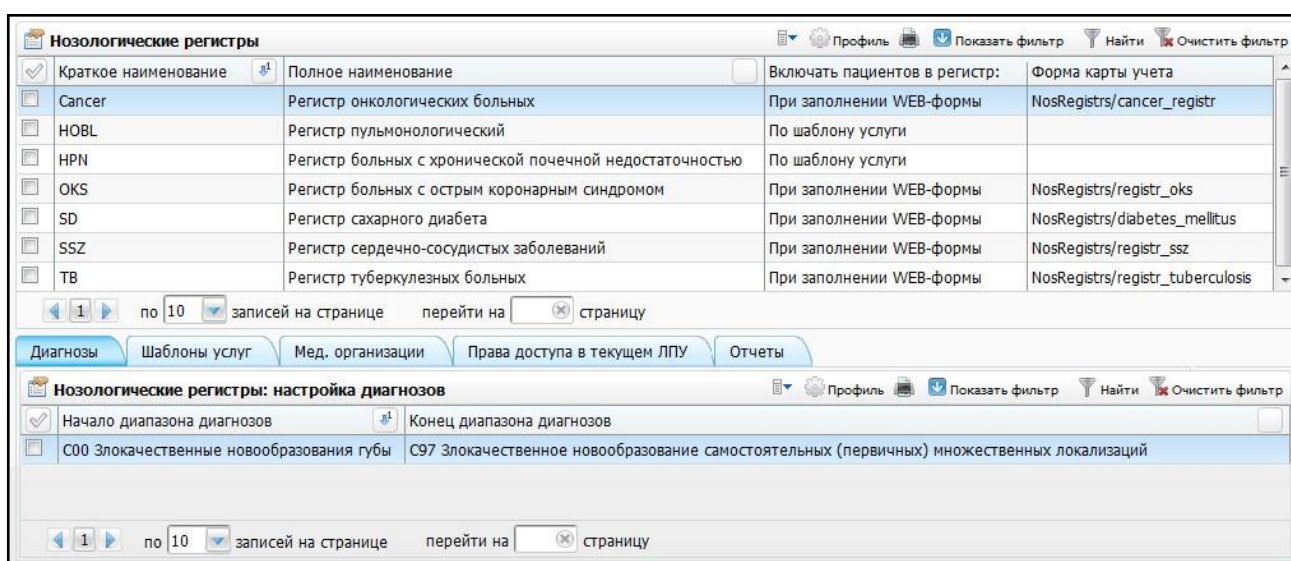 Нозологические регистры Профиль Показать фильтр Найти Очистить фильтр
Краткое наименование 1 Полное наименование Включать пациентов в регистр: Форма карты учета
Cancer Регистр онкологических больных При заполнении WEB-формы NosRegistrs/cancer_registr
HOBL Регистр пульмонологический По шаблону услуги
HPN Регистр больных с хронической почечной недостаточностью По шаблону услуги
OKS Регистр больных с острым коронарным синдромом При заполнении WEB-формы NosRegistrs/registr_oks
SD Регистр сахарного диабета При заполнении WEB-формы NosRegistrs/diabetes_mellitus
SSZ Регистр сердечно-сосудистых заболеваний При заполнении WEB-формы NosRegistrs/registr_ssz
TB Регистр туберкулезных больных При заполнении WEB-формы NosRegistrs/registr_tuberculosis
1 по 10 записей на странице перейти на страницу
Диагнозы Шаблоны услуг Мед. организации Права доступа в текущем ЛПУ Отчеты
Нозологические регистры: настройка диагнозов Профиль Показать фильтр Найти Очистить фильтр
Начало диапазона диагнозов 1 Конец диапазона диагнозов
C00 Злокачественные новообразования губы C97 Злокачественное новообразование самостоятельных (первичных) множественных локализаций
1 по 10 записей на странице перейти на страницу